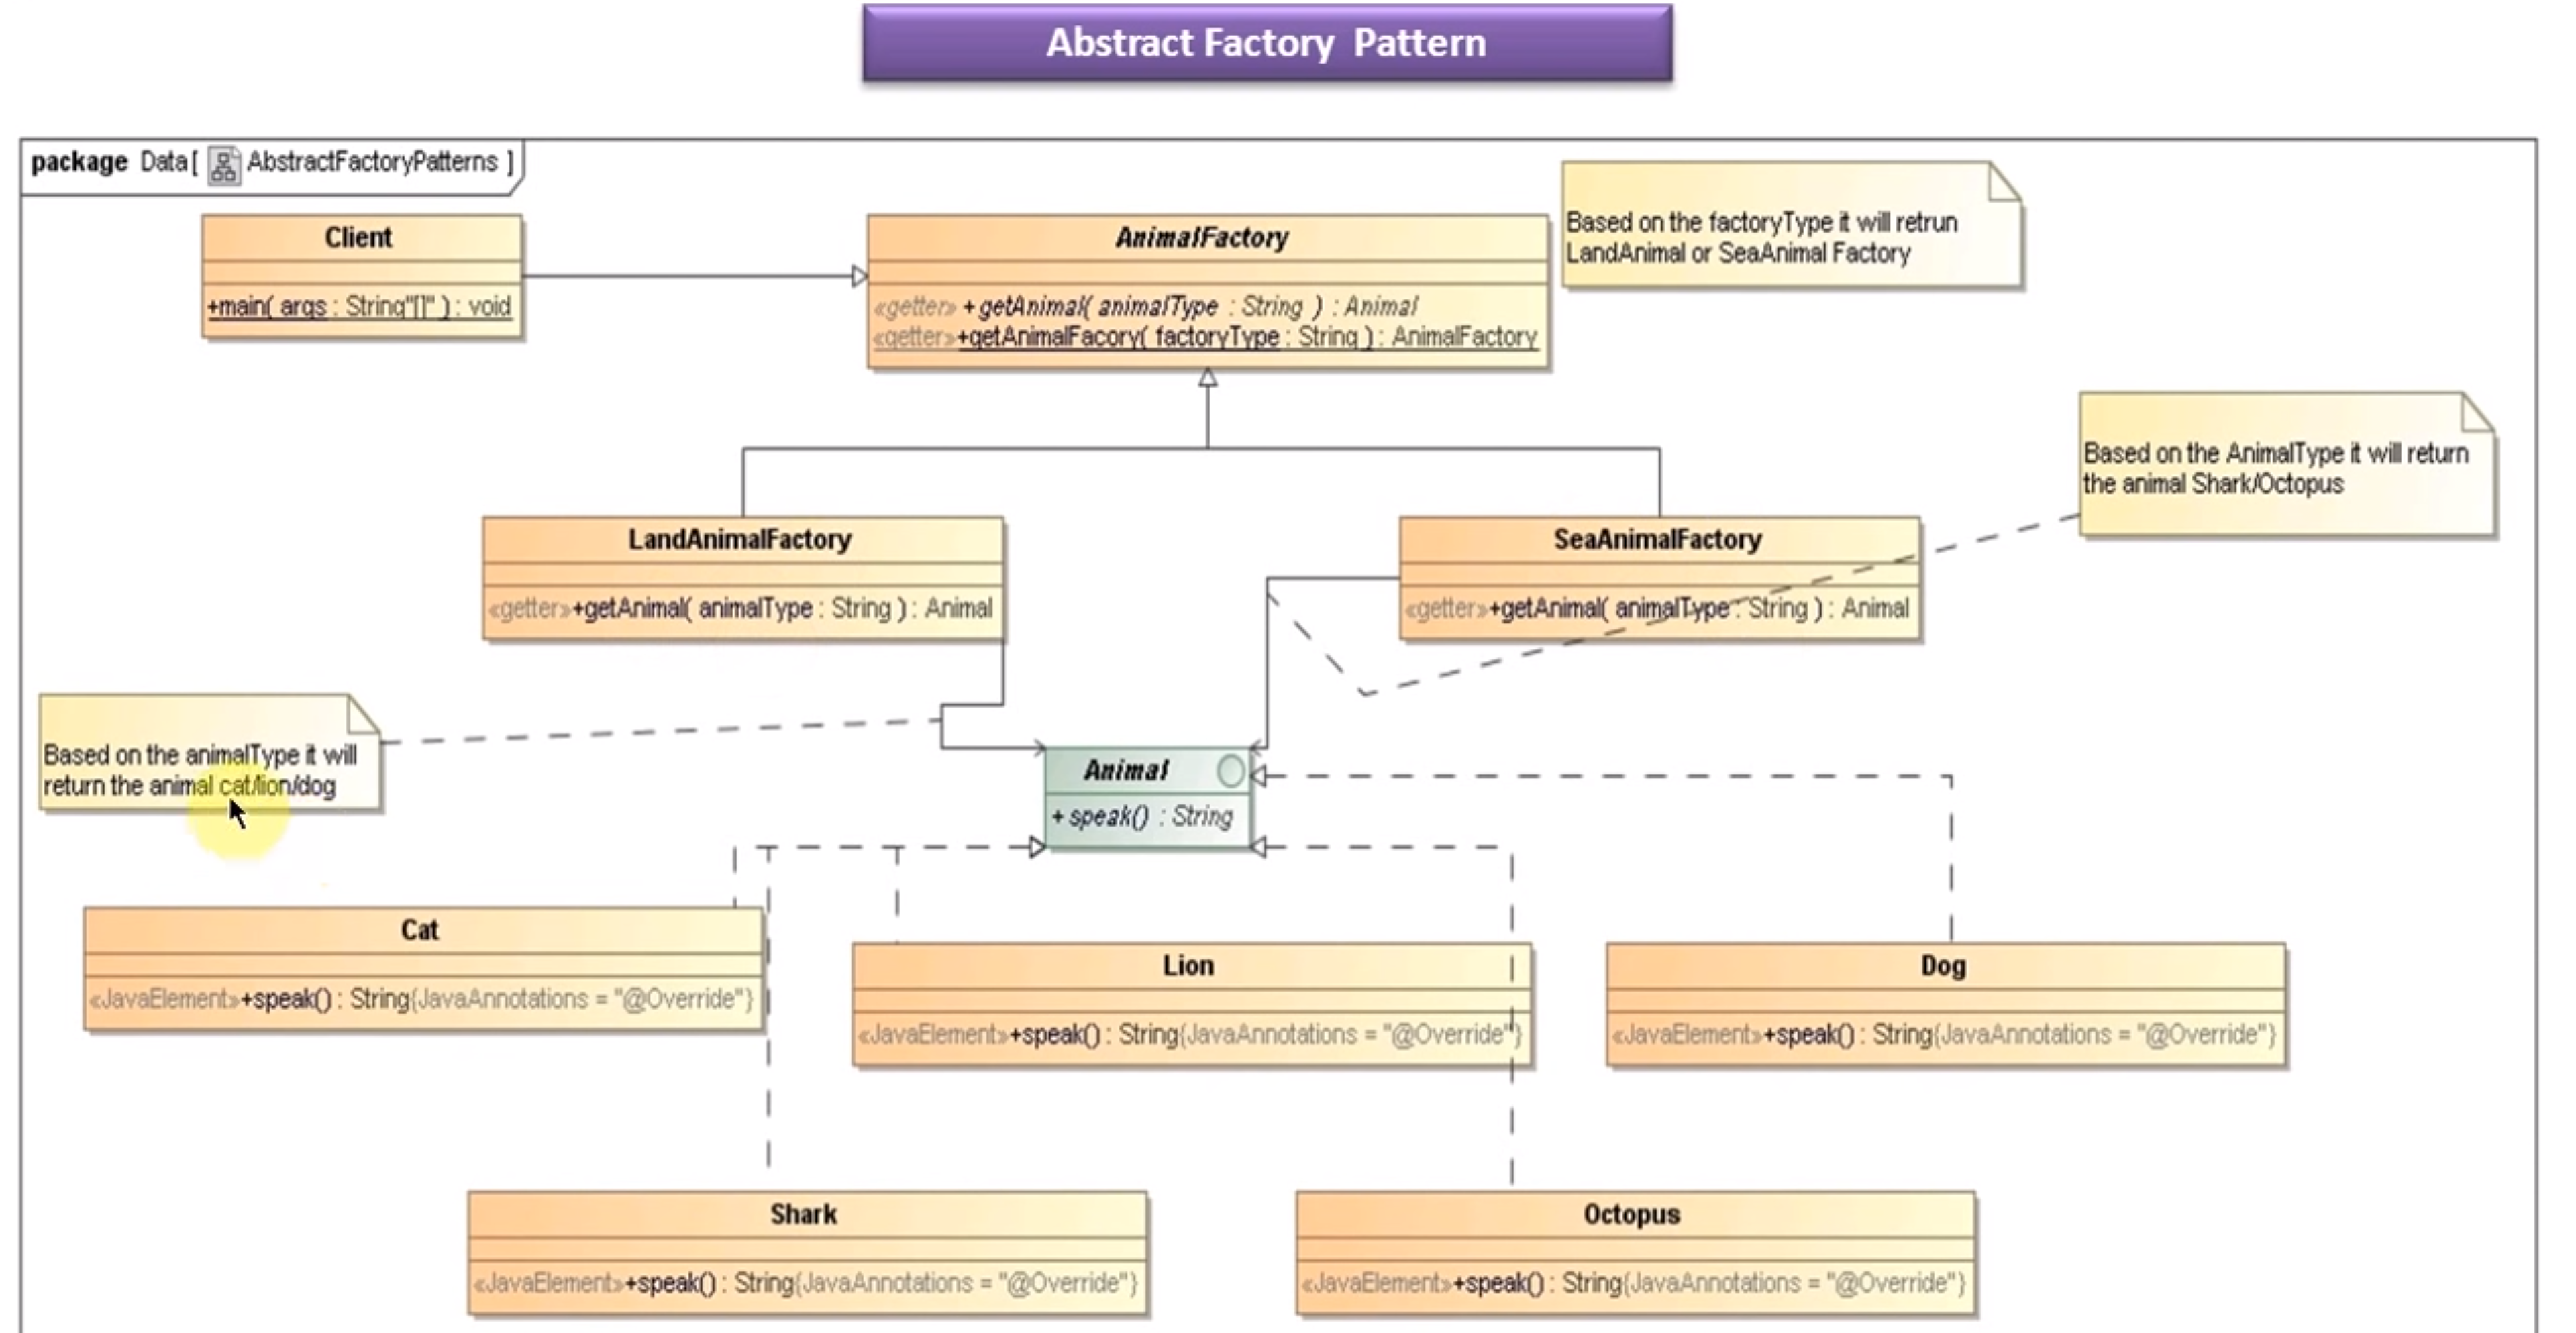 Abstract Factory Pattern
package Data[ AbstractFactoryPatterns ]
Client
+main( args : String"[]" ) : void
AnimalFactory
«getter» +getAnimal( animalType : String ) : Animal
«getter»+getAnimalFacory( factoryType : String ) : AnimalFactory
Based on the factoryType it will retrun
LandAnimal or SeaAnimal Factory
Based on the AnimalType it will return
the animal Shark/Octopus
LandAnimalFactory
«getter»+getAnimal( animalType : String ) : Animal
SeaAnimalFactory
«getter»+getAnimal( animalType : String ) : Animal
Based on the animalType it will
return the animal cat/lion/dog
Animal
+ speak() : String
Cat
«JavaElement»+speak() : String{JavaAnnotations = "@Override"}
Lion
«JavaElement»+speak() : String{JavaAnnotations = "@Override"}
Dog
«JavaElement»+speak() : String{JavaAnnotations = "@Override"}
Shark
«JavaElement»+speak() : String{JavaAnnotations = "@Override"}
Octopus
«JavaElement»+speak() : String{JavaAnnotations = "@Override"}